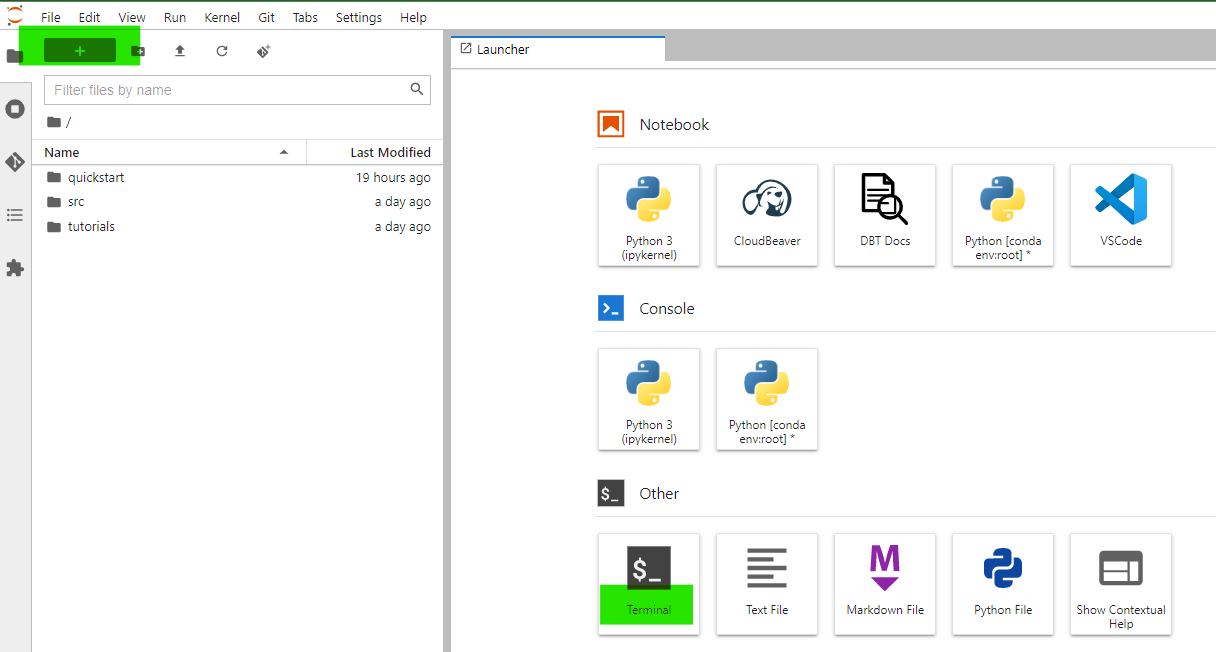 File Edit View Run Kernel Git Tabs Settings Help
+
Launcher
Filter files by name
/
Name Last Modified
quickstart 19 hours ago
src a day ago
tutorials a day ago
Notebook
Python 3
(ipykernel)
CloudBeaver
DBT Docs
Python [conda
env:root] *
VSCode
Console
Python 3
(ipykernel)
Python [conda
env:root] *
$_
Other
$_
Terminal
Text File
M
Markdown File
Python File
Show Contextual
Help